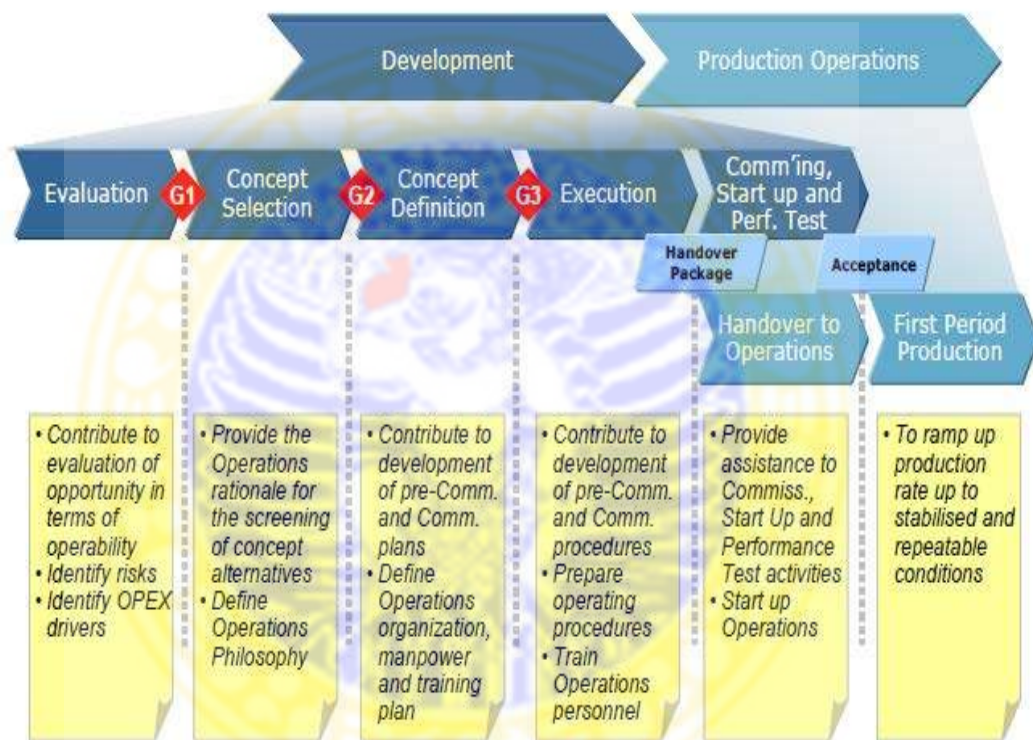 Development
Production Operations
Evaluation
G1
Concept
Selection
G2
Concept
Definition
G3
Execution
Comm'ing,
Start up and
Perf. Test
Handover
Package
Acceptance
Handover to
Operations
First Period
Production
• Contribute to
evaluation of
opportunity in
terms of
operability
• Identify risks
• Identify OPEX
drivers
• Provide the
Operations
rationale for
the screening
of concept
alternatives
• Define
Operations
Philosophy
• Contribute to
development
of pre-Comm.
and Comm.
plans
• Define
Operations
organization,
manpower
and training
plan
• Contribute to
development
of pre-Comm.
and Comm.
procedures
• Prepare
operating
procedures
• Train
Operations
personnel
• Provide
assistance to
Commiss.,
Start Up and
Performance
Test activities
• Start up
Operations
• To ramp up
production
rate up to
stabilised and
repeatable
conditions